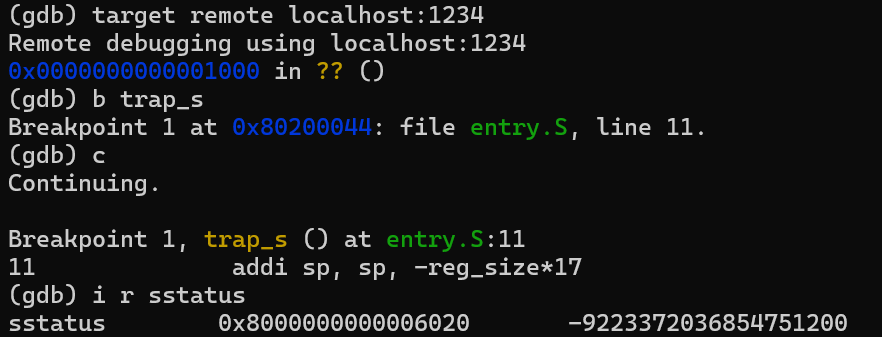 (gdb) target remote localhost:1234
Remote debugging using localhost:1234
0x0000000000001000 in ?? ()
(gdb) b trap_s
Breakpoint 1 at 0x80200044: file entry.S, line 11.
(gdb) c
Continuing.

Breakpoint 1, trap_s () at entry.S:11
11              addi sp, sp, -reg_size*17
(gdb) i r sstatus
sstatus        0x8000000000006020       -9223372036854751200